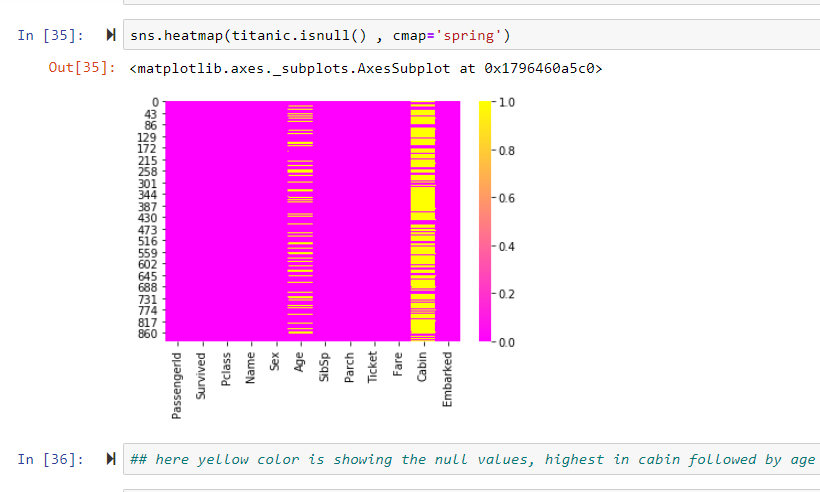 In [35]: sns.heatmap(titanic.isnull() , cmap='spring')
Out[35]: <matplotlib.axes._subplots.AxesSubplot at 0x1796460a5c0>
0
43
86
129
172
215
258
301
344
387
430
473
516
559
602
645
688
731
774
817
860
1.0
0.8
0.6
0.4
0.2
0.0
PassengerId
Survived
Pclass
Name
Sex
Age
SibSp
Parch
Ticket
Fare
Cabin
Embarked
In [36]: ## here yellow color is showing the null values, highest in cabin followed by age